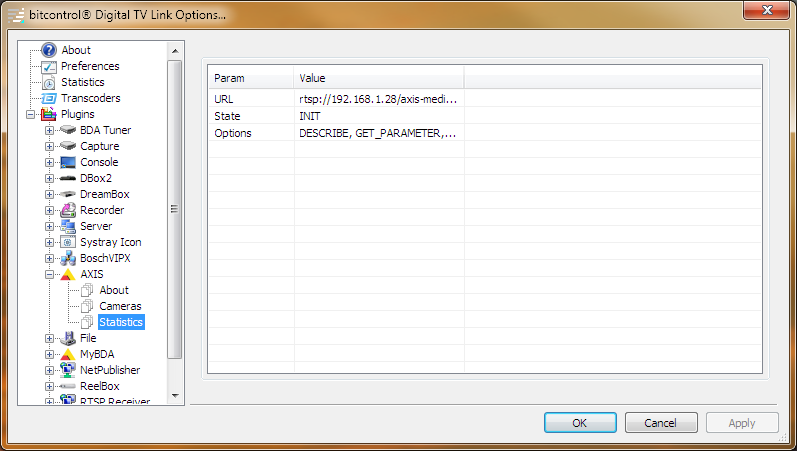 bitcontrol® Digital TV Link Options...
About
Preferences
Statistics
Transcoders
Plugins
BDA Tuner
Capture
Console
DBox2
DreamBox
Recorder
Server
Systray Icon
BoschVIPX
AXIS
About
Cameras
Statistics
File
MyBDA
NetPublisher
ReelBox
RTSP Receiver
Param Value
URL rtsp://192.168.1.28/axis-medi...
State INIT
Options DESCRIBE, GET_PARAMETER,...
OK Cancel Apply